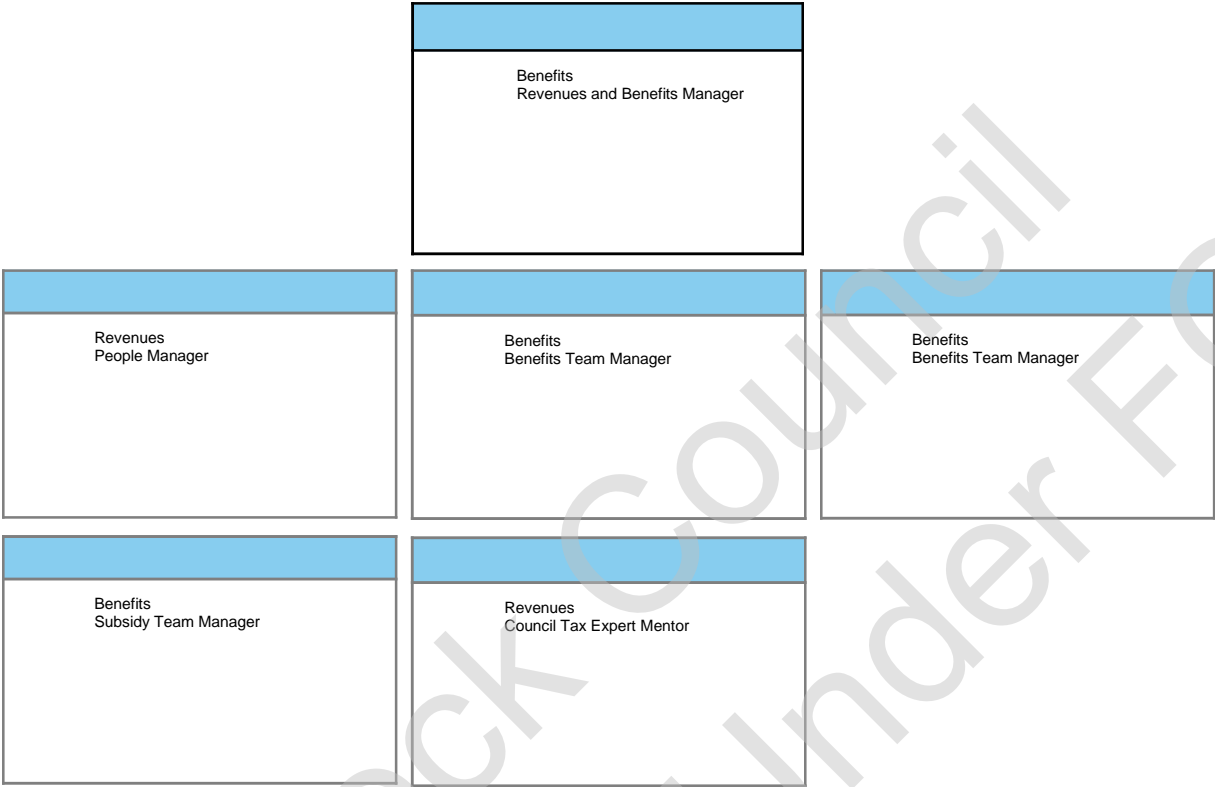 Benefits
Revenues and Benefits Manager
Revenues
People Manager
Benefits
Benefits Team Manager
Benefits
Benefits Team Manager
Benefits
Subsidy Team Manager
Revenues
Council Tax Expert Mentor
Council
Under